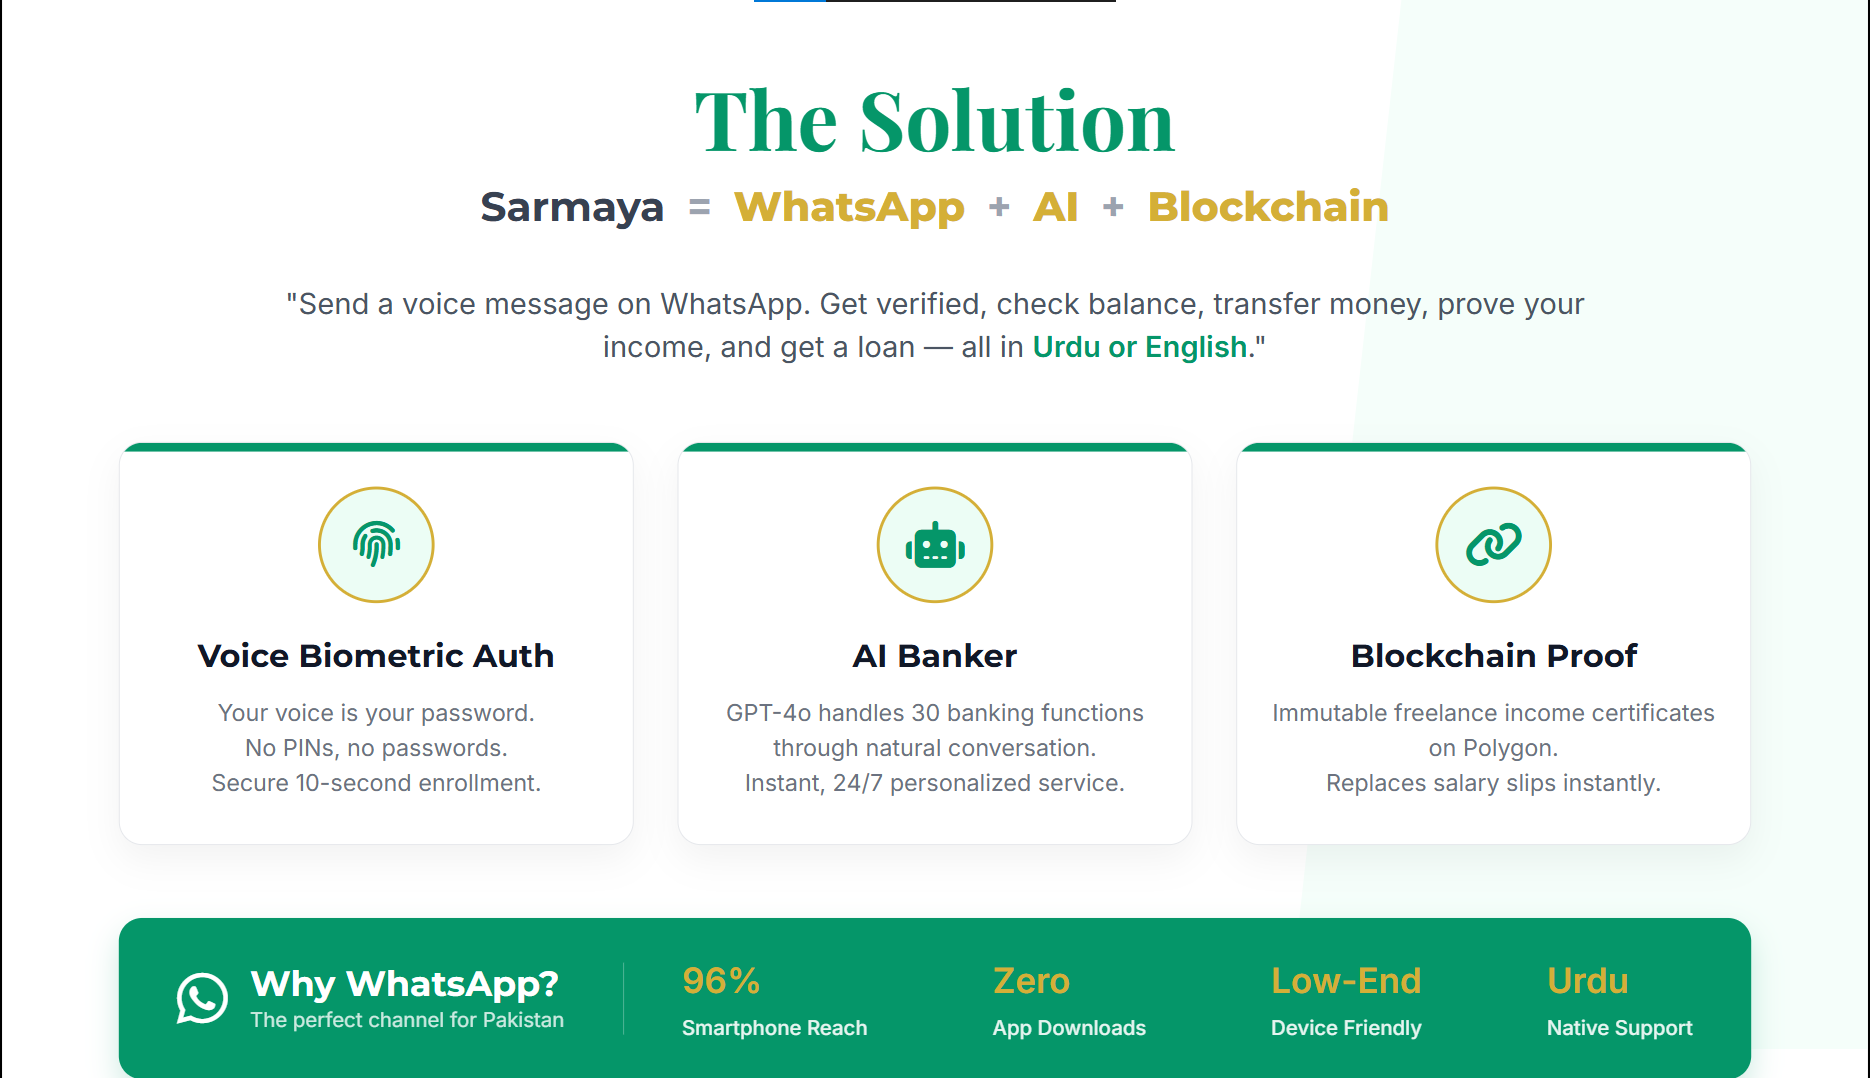 The Solution
Sarmaya = WhatsApp + AI + Blockchain
"Send a voice message on WhatsApp. Get verified, check balance, transfer money, prove your
income, and get a loan — all in Urdu or English."
Voice Biometric Auth
Your voice is your password.
No PINs, no passwords.
Secure 10-second enrollment.
AI Banker
GPT-4o handles 30 banking functions
through natural conversation.
Instant, 24/7 personalized service.
Blockchain Proof
Immutable freelance income certificates
on Polygon.
Replaces salary slips instantly.
Why WhatsApp?
The perfect channel for Pakistan
96%
Smartphone Reach
Zero
App Downloads
Low-End
Device Friendly
Urdu
Native Support